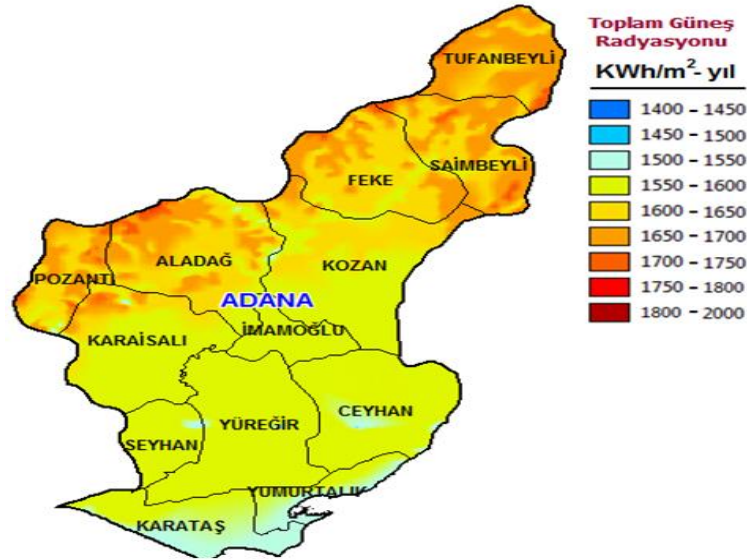 Toplam Güneş
Radyasyonu
KWh/m²- yıl
1400 - 1450
1450 - 1500
1500 - 1550
1550 - 1600
1600 - 1650
1650 - 1700
1700 - 1750
1750 - 1800
1800 - 2000
TUFANBEYLİ
SAİMBEYLİ
FEKE
ALADAĞ
KOZAN
POZANTI
ADANA
İMAMOĞLU
KARAISALI
CEYHAN
YÜREĞİR
SEYHAN
YUMURTALIK
KARATAŞ